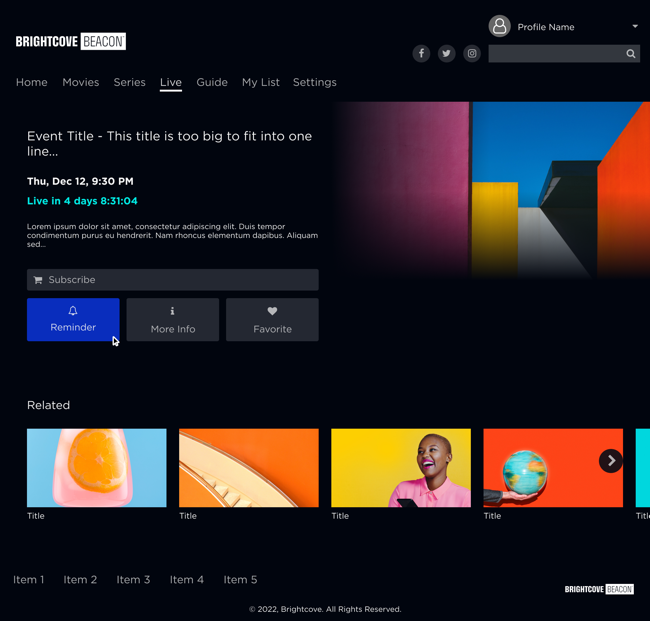 Profile Name
BRIGHTCOVE BEACON
Home Movies Series Live Guide My List Settings
Event Title - This title is too big to fit into one
line...
Thu, Dec 12, 9:30 PM
Live in 4 days 8:31:04
Lorem ipsum dolor sit amet, consectetur adipiscing elit. Duis tempor
condimentum purus eu hendrerit. Nam rhoncus elementum dapibus. Aliquam
sed...
Subscribe
Reminder More Info Favorite
Related
Title Title Title Title Titl
Item 1 Item 2 Item 3 Item 4 Item 5
BRIGHTCOVE BEACON
© 2022, Brightcove. All Rights Reserved.